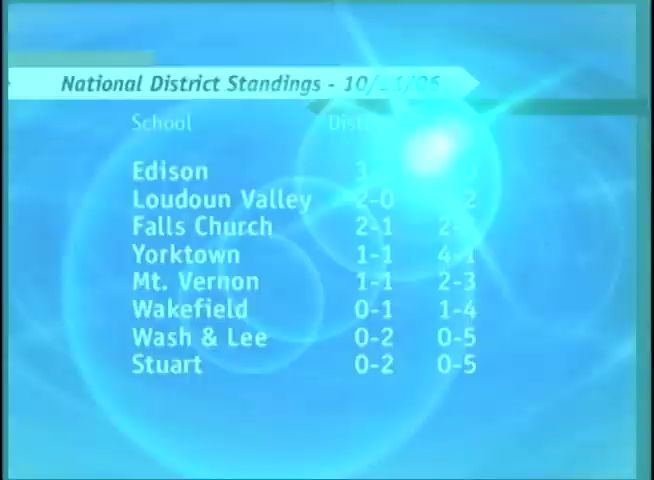 National District Standings -
School
Edison
Loudoun Valley 2-0
Falls Church 2-1
Yorktown 1-1 4-1
Mt. Vernon 1-1 2-3
Wakefield 0-1 1-4
Wash & Lee 0-2 0-5
Stuart 0-2 0-5